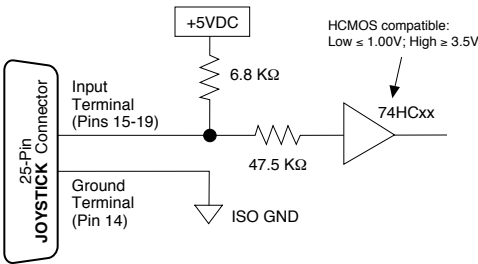 +5VDC
HCMOS compatible:
Low ≤ 1.00V; High ≥ 3.5V
6.8 KΩ
74HCxx
Input
Terminal
(Pins 15-19)
47.5 KΩ
25-Pin
JOYSTICK Connector
Ground
Terminal
(Pin 14)
ISO GND